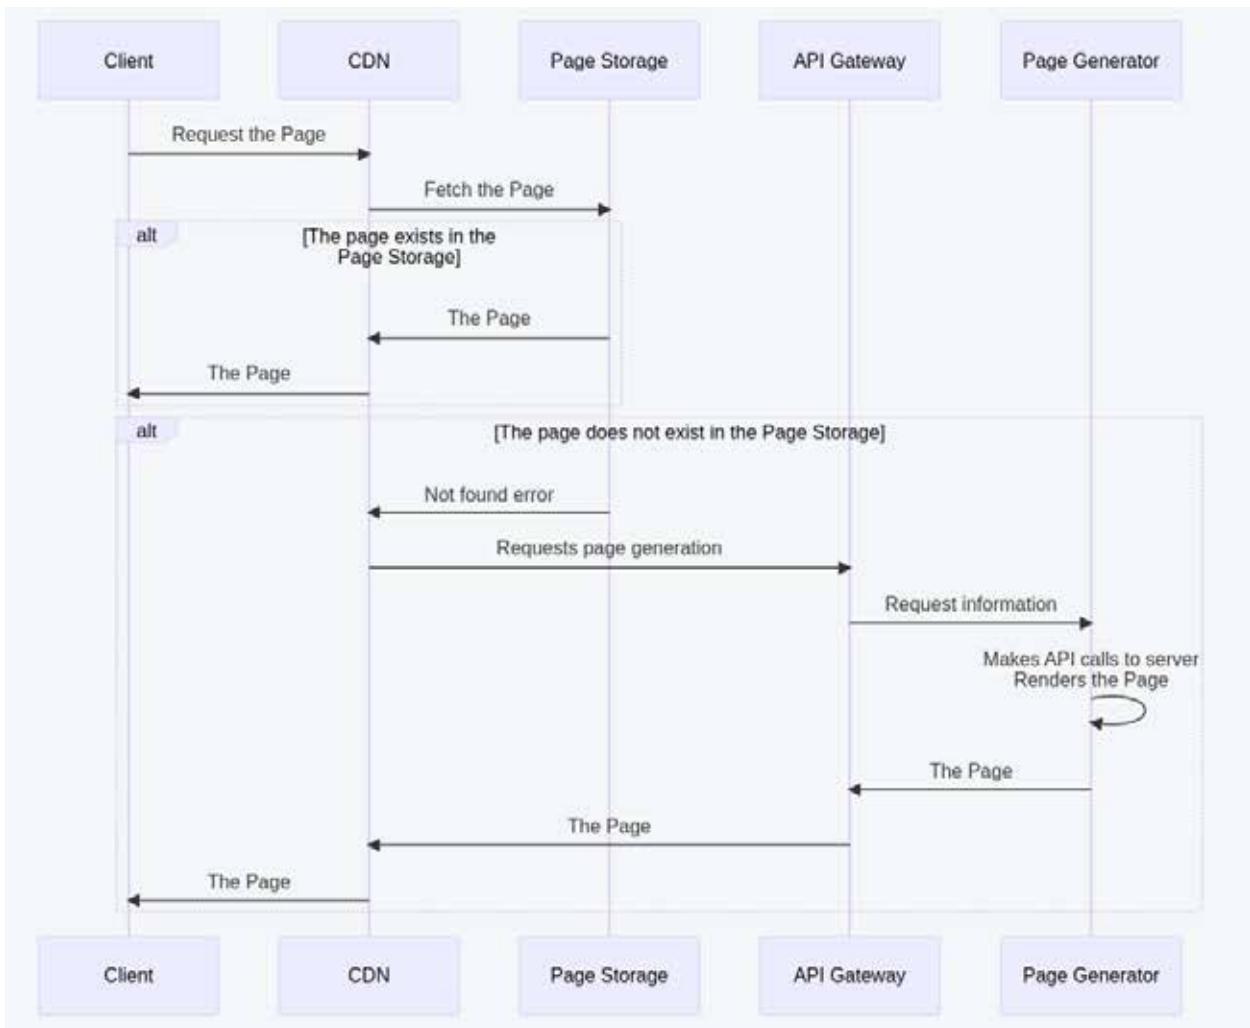 Client
CDN
Page Storage
API Gateway
Page Generator
Request the Page
Fetch the Page
alt
[The page exists in the
Page Storage]
The Page
The Page
alt
[The page does not exist in the Page Storage]
Not found error
Requests page generation
Request information
Makes API calls to server
Renders the Page
The Page
The Page
The Page
Client
CDN
Page Storage
API Gateway
Page Generator